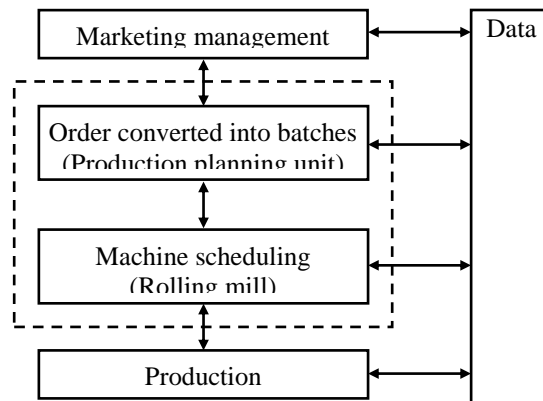 Marketing management
Data
Order converted into batches
(Production planning unit)
Machine scheduling
(Rolling mill)
Production